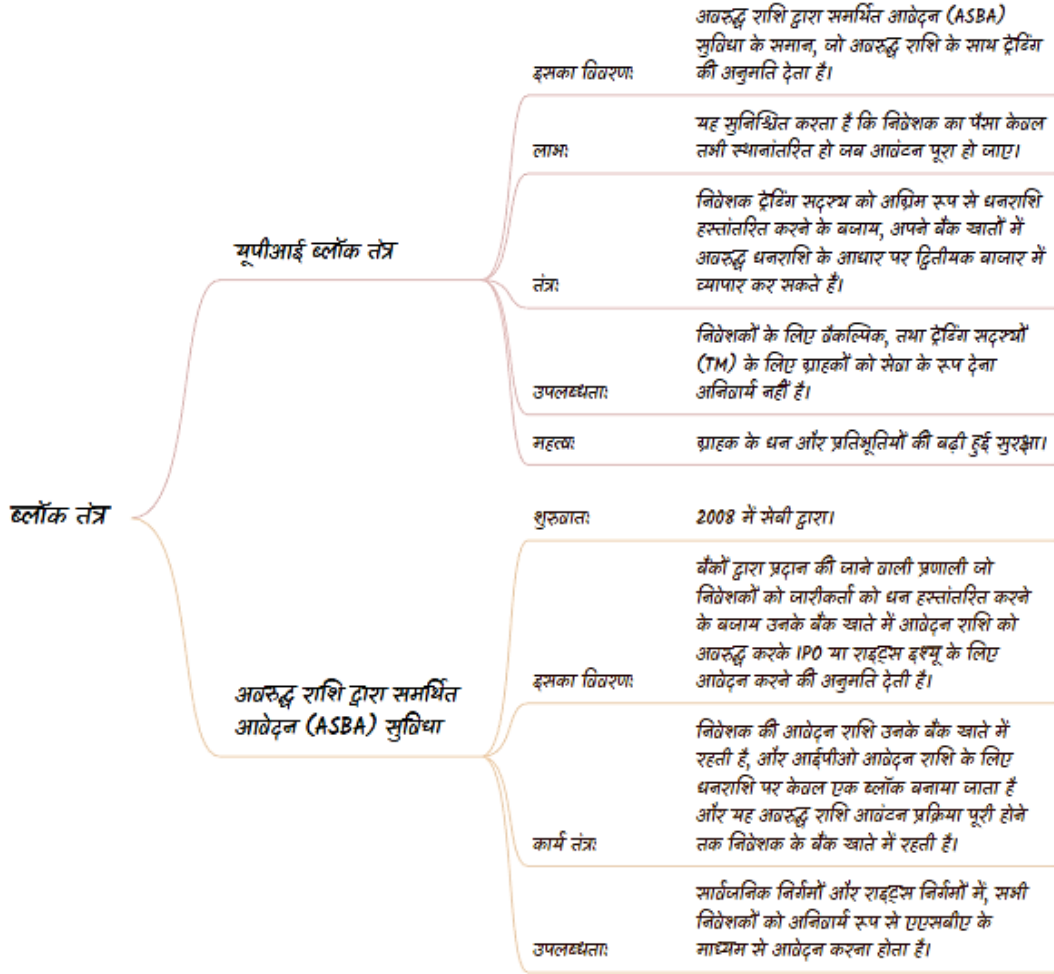 ब्लॉक तंत्र
यूपीआई ब्लॉक तंत्र
इसका विवरण:
अवरुद्ध राशि द्वारा समर्थित आवेदन (ASBA)
सुविधा के समान, जो अवरुद्ध राशि के साथ ट्रेडिंग
की अनुमति देता है।
लाभ:
यह सुनिश्चित करता है कि निवेशक का पैसा केवल
तभी स्थानांतरित हो जब आवंटन पूरा हो जाए।
तंत्र:
निवेशक ट्रेडिंग सदस्य को अग्रिम रूप से धनराशि
हस्तांतरित करने के बजाय, अपने बैंक खातों में
अवरुद्ध धनराशि के आधार पर द्वितीयक बाजार में
व्यापार कर सकते हैं।
उपलब्धता:
निवेशकों के लिए वैकल्पिक, तथा ट्रेडिंग सदस्यों
(TM) के लिए ग्राहकों को सेवा के रूप देना
अनिवार्य नहीं है।
महत्व:
ग्राहक के धन और प्रतिभूतियों की बढ़ी हुई सुरक्षा।
अवरुद्ध राशि द्वारा समर्थित
आवेदन (ASBA) सुविधा
शुरुवात:
2008 में सेबी द्वारा।
इसका विवरण:
बैंकों द्वारा प्रदान की जाने वाली प्रणाली जो
निवेशकों को जारीकर्ता को धन हस्तांतरित करने
के बजाय उनके बैंक खाते में आवेदन राशि को
अवरुद्ध करके IPO या राइट्स इश्यू के लिए
आवेदन करने की अनुमति देती है।
कार्य तंत्र:
निवेशक की आवेदन राशि उनके बैंक खाते में
रहती है, और आईपीओ आवेदन राशि के लिए
धनराशि पर केवल एक ब्लॉक बनाया जाता है
और यह अवरुद्ध राशि आवंटन प्रक्रिया पूरी होने
तक निवेशक के बैंक खाते में रहती है।
उपलब्धता:
सार्वजनिक निर्गमों और राइट्स निर्गमों में, सभी
निवेशकों को अनिवार्य रूप से एएसबीए के
माध्यम से आवेदन करना होता है।